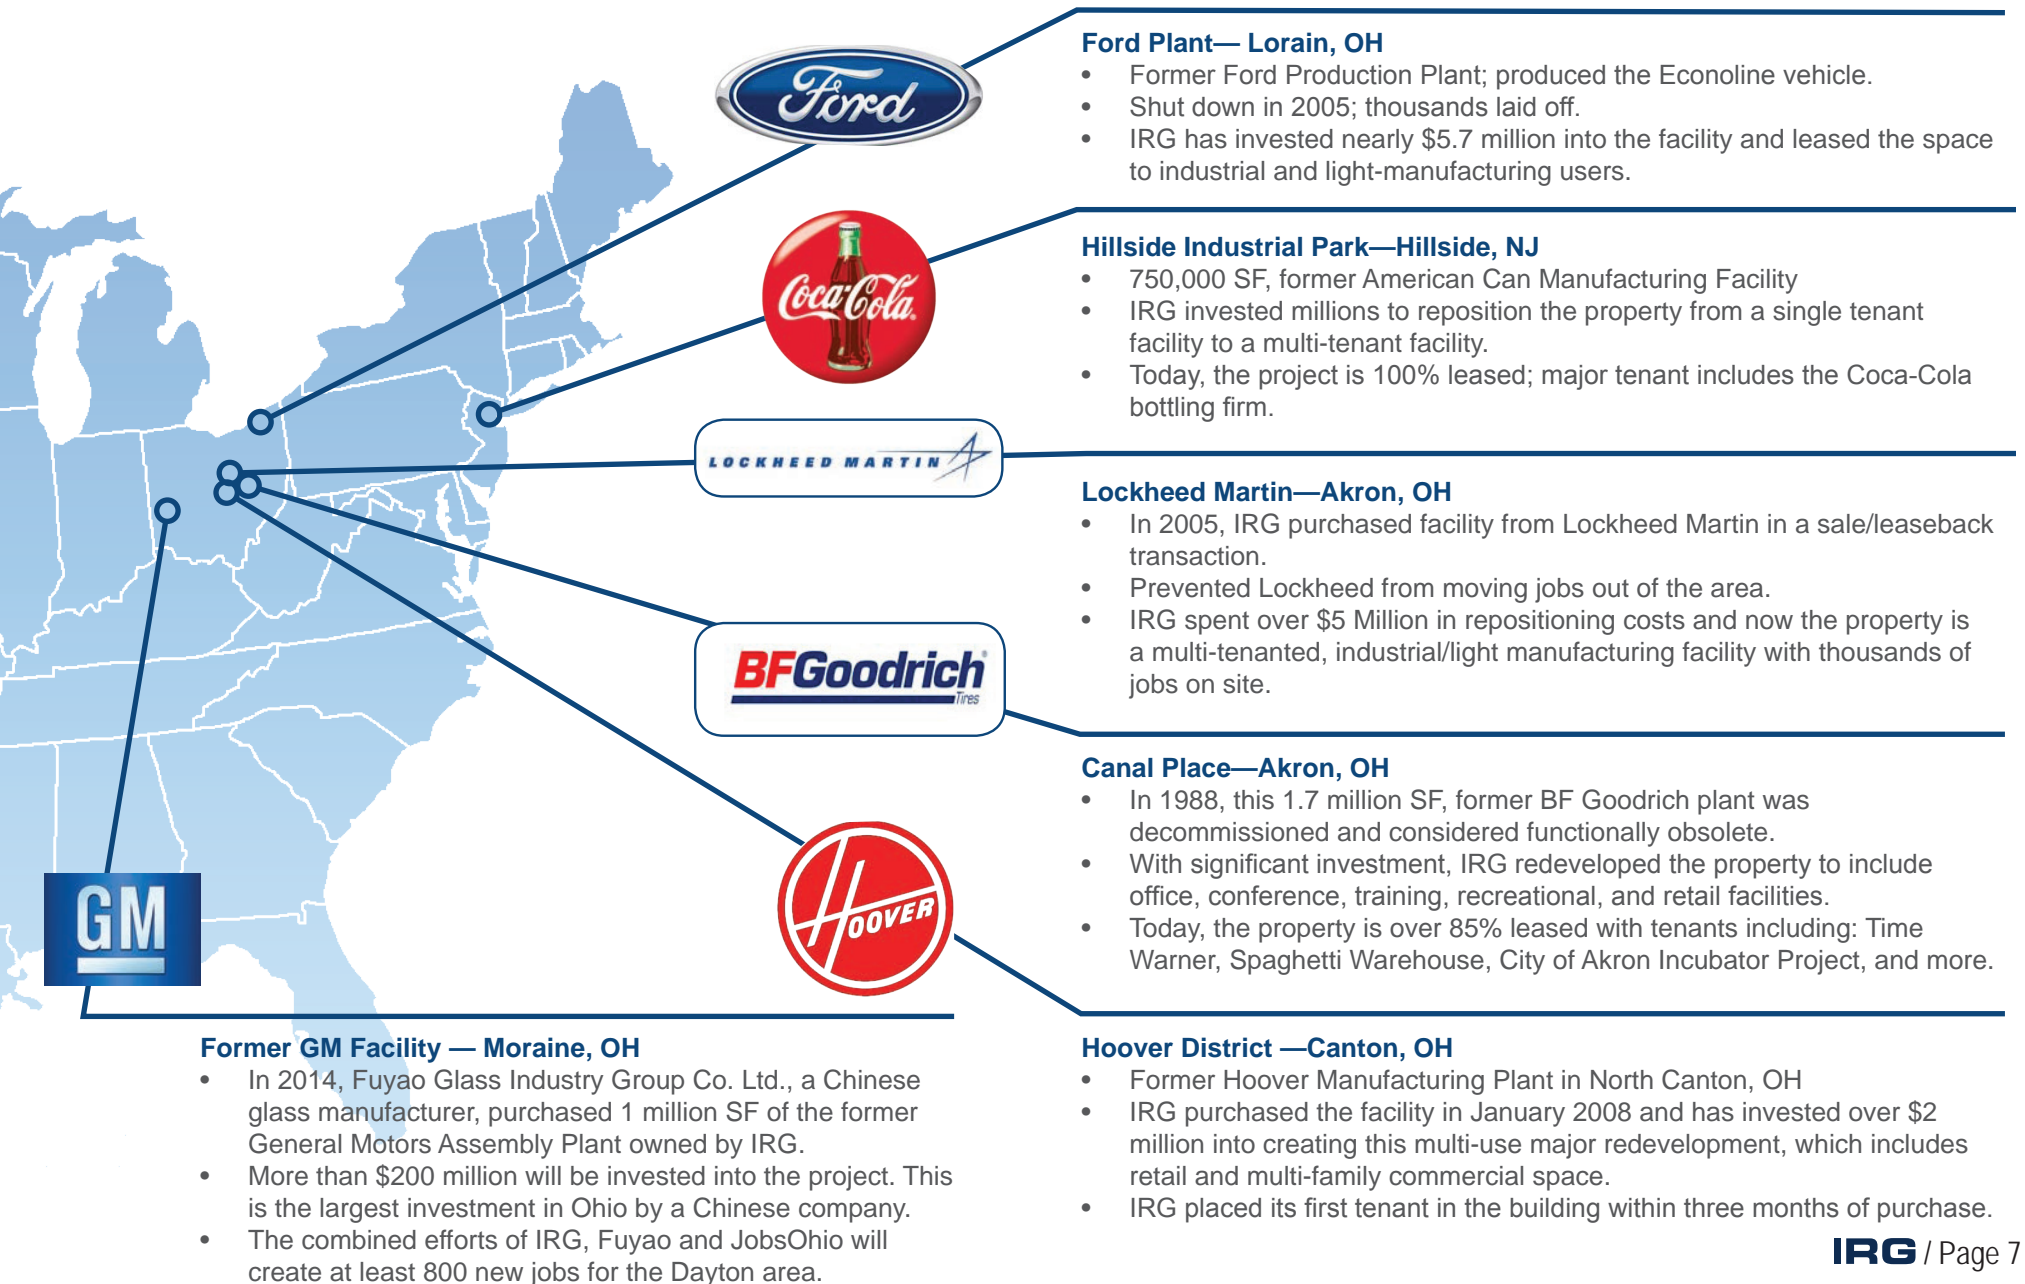 Ford
Ford Plant— Lorain, OH
• Former Ford Production Plant; produced the Econoline vehicle.
• Shut down in 2005; thousands laid off.
• IRG has invested nearly $5.7 million into the facility and leased the space
to industrial and light-manufacturing users.
Coca-Cola
Hillside Industrial Park—Hillside, NJ
• 750,000 SF, former American Can Manufacturing Facility
• IRG invested millions to reposition the property from a single tenant
facility to a multi-tenant facility.
• Today, the project is 100% leased; major tenant includes the Coca-Cola
bottling firm.
LOCKHEED MARTIN
Lockheed Martin—Akron, OH
• In 2005, IRG purchased facility from Lockheed Martin in a sale/leaseback
transaction.
• Prevented Lockheed from moving jobs out of the area.
• IRG spent over $5 Million in repositioning costs and now the property is
a multi-tenanted, industrial/light manufacturing facility with thousands of
jobs on site.
BFGoodrich®
Tires
Canal Place—Akron, OH
• In 1988, this 1.7 million SF, former BF Goodrich plant was
decommissioned and considered functionally obsolete.
• With significant investment, IRG redeveloped the property to include
office, conference, training, recreational, and retail facilities.
• Today, the property is over 85% leased with tenants including: Time
Warner, Spaghetti Warehouse, City of Akron Incubator Project, and more.
HOOVER
GM
Former GM Facility — Moraine, OH
• In 2014, Fuyao Glass Industry Group Co. Ltd., a Chinese
glass manufacturer, purchased 1 million SF of the former
General Motors Assembly Plant owned by IRG.
• More than $200 million will be invested into the project. This
is the largest investment in Ohio by a Chinese company.
• The combined efforts of IRG, Fuyao and JobsOhio will
create at least 800 new jobs for the Dayton area.
Hoover District —Canton, OH
• Former Hoover Manufacturing Plant in North Canton, OH
• IRG purchased the facility in January 2008 and has invested over $2
million into creating this multi-use major redevelopment, which includes
retail and multi-family commercial space.
• IRG placed its first tenant in the building within three months of purchase.
IRG / Page 7